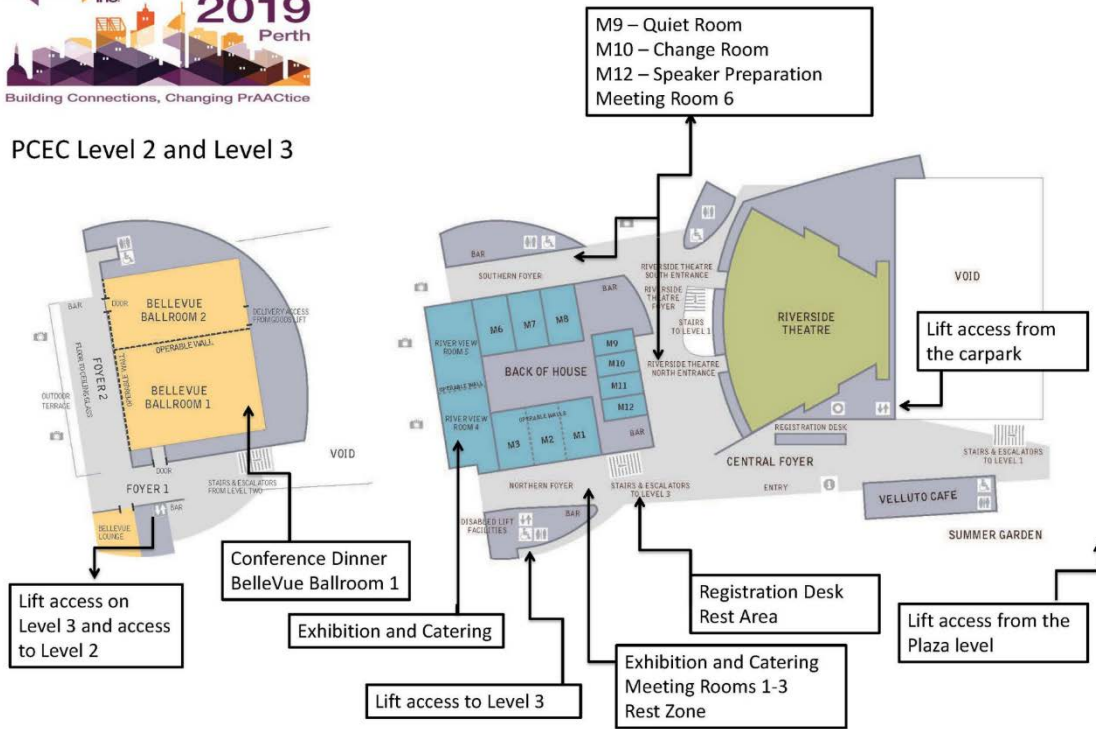 2019
Perth
Building Connections, Changing PrAACtice
PCEC Level 2 and Level 3
M9 – Quiet Room
M10 – Change Room
M12 – Speaker Preparation
Meeting Room 6
BAR
DOOR
BELLEVUE
BALLROOM 2
DELIVERY ACCESS
FROM GOODS LIFT
OPERABLE WALL
FOYER 2
FLOOR TO CEILING GLASS
OPERABLE WALL
BELLEVUE
BALLROOM 1
OUTDOOR
TERRACE
VOID
DOOR
FOYER 1
STAIRS & ESCALATORS
FROM LEVEL TWO
BAR
BELLEVUE
LOUNGE
BAR
SOUTHERN FOYER
BAR
M6
M7
M8
RIVER VIEW
ROOM 5
OPERABLE WALL
RIVER VIEW
ROOM 4
BACK OF HOUSE
M9
M10
M11
M12
OPERABLE WALLS
M3
M2
M1
BAR
NORTHERN FOYER
STAIRS & ESCALATORS
TO LEVEL 3
DISABLED LIFT
FACILITIES
BAR
RIVERSIDE THEATRE
SOUTH ENTRANCE
RIVERSIDE
THEATRE
FOYER
STAIRS
TO LEVEL 1
RIVERSIDE THEATRE
NORTH ENTRANCE
RIVERSIDE
THEATRE
VOID
Lift access from
the carpark
REGISTRATION DESK
CENTRAL FOYER
STAIRS & ESCALATORS
TO LEVEL 1
ENTRY
VELLUTO CAFÉ
SUMMER GARDEN
Lift access on
Level 3 and access
to Level 2
Conference Dinner
BelleVue Ballroom 1
Exhibition and Catering
Lift access to Level 3
Registration Desk
Rest Area
Exhibition and Catering
Meeting Rooms 1-3
Rest Zone
Lift access from the
Plaza level